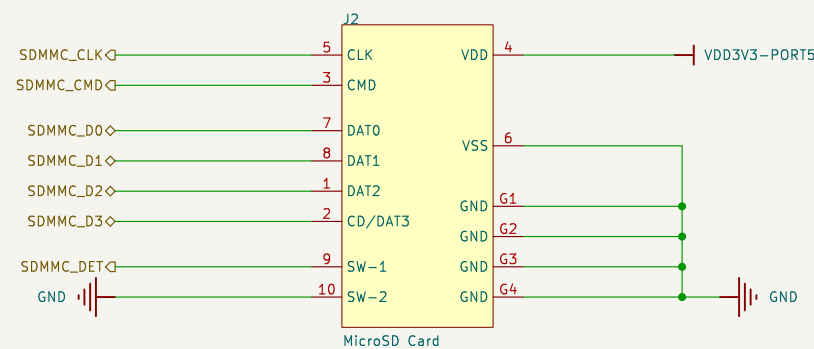 J2
SDMMC_CLK 5 CLK VDD 4 VDD3V3-PORT5
SDMMC_CMD 3 CMD
SDMMC_D0 7 DAT0
VSS 6
SDMMC_D1 8 DAT1
SDMMC_D2 1 DAT2
GND G1
SDMMC_D3 2 CD/DAT3
GND G2
SDMMC_DET 9 SW-1 GND G3
GND 10 SW-2 GND G4 GND
MicroSD Card